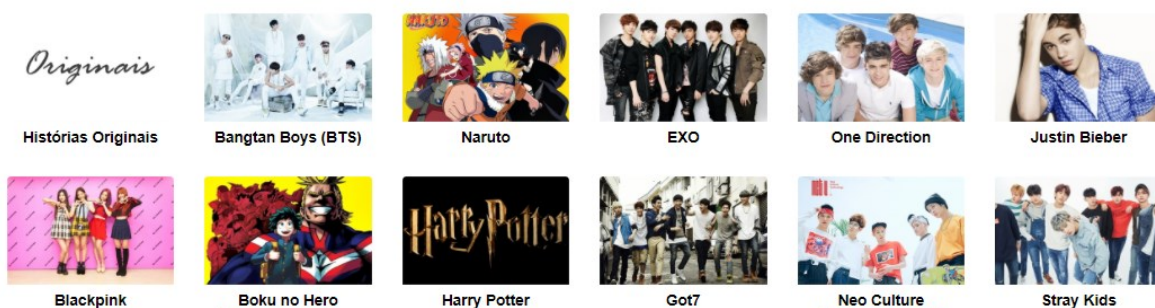 Originais
NARUTO
Histórias Originais
Bangtan Boys (BTS)
Naruto
EXO
One Direction
Justin Bieber
Harry Potter
Blackpink
Boku no Hero
Harry Potter
Got7
Neo Culture
Stray Kids